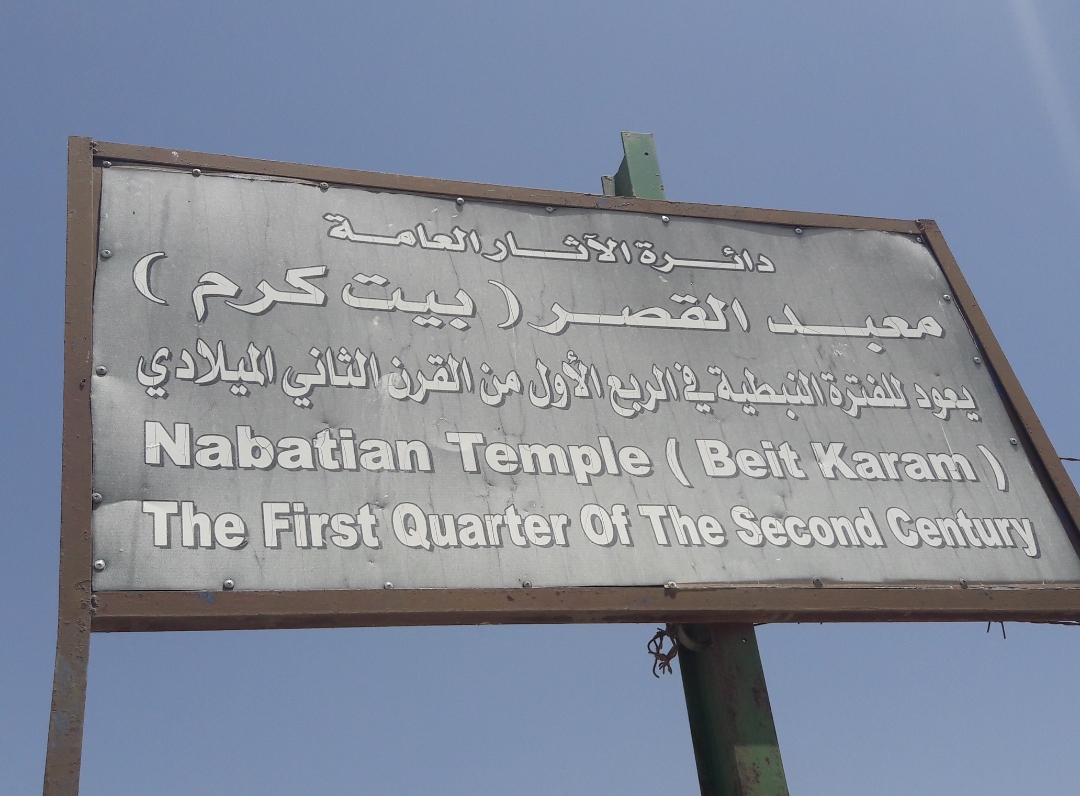 دائرة الآثار العامة
معبد القصر ( بيت كرم )
يعود للفترة النبطية في الربع الأول من القرن الثاني الميلادي
Nabatian Temple ( Beit Karam )
The First Quarter Of The Second Century